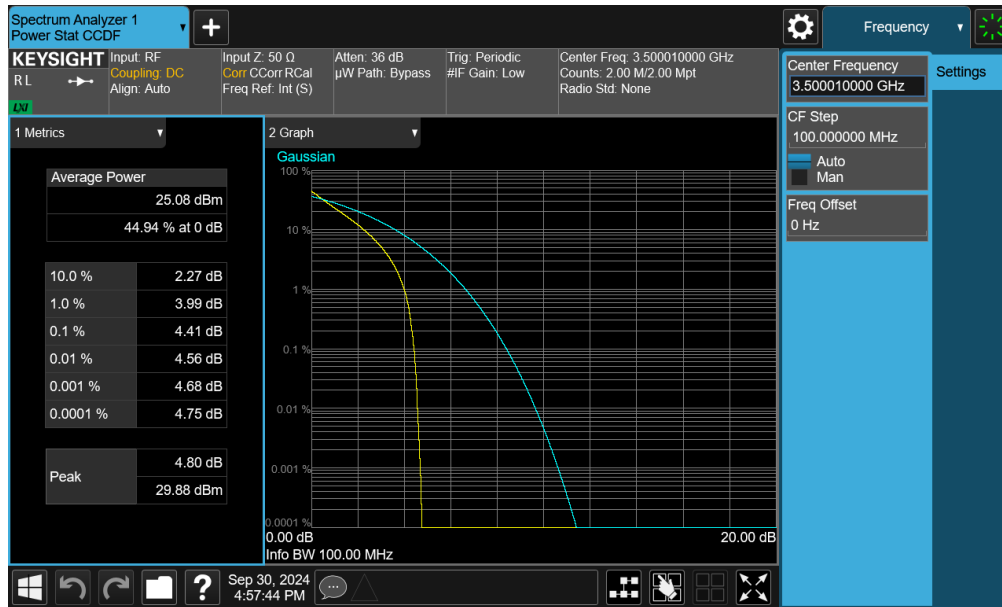 Spectrum Analyzer 1
Power Stat CCDF
+
Frequency
KEYSIGHT
R L
LXI
Input: RF
Coupling: DC
Align: Auto
Input Z: 50 Ω
Corr CCorr RCal
Freq Ref: Int (S)
Atten: 36 dB
µW Path: Bypass
Trig: Periodic
#IF Gain: Low
Center Freq: 3.500010000 GHz
Counts: 2.00 M/2.00 Mpt
Radio Std: None
Center Frequency
3.500010000 GHz
Settings
CF Step
100.000000 MHz
Auto
Man
Freq Offset
0 Hz
1 Metrics
Average Power
25.08 dBm
44.94 % at 0 dB
10.0 % 2.27 dB
1.0 % 3.99 dB
0.1 % 4.41 dB
0.01 % 4.56 dB
0.001 % 4.68 dB
0.0001 % 4.75 dB
Peak
4.80 dB
29.88 dBm
2 Graph
Gaussian
100 %
10 %
1 %
0.1 %
0.01 %
0.001 %
0.0001 %
0.00 dB 20.00 dB
Info BW 100.00 MHz
?
Sep 30, 2024
4:57:44 PM